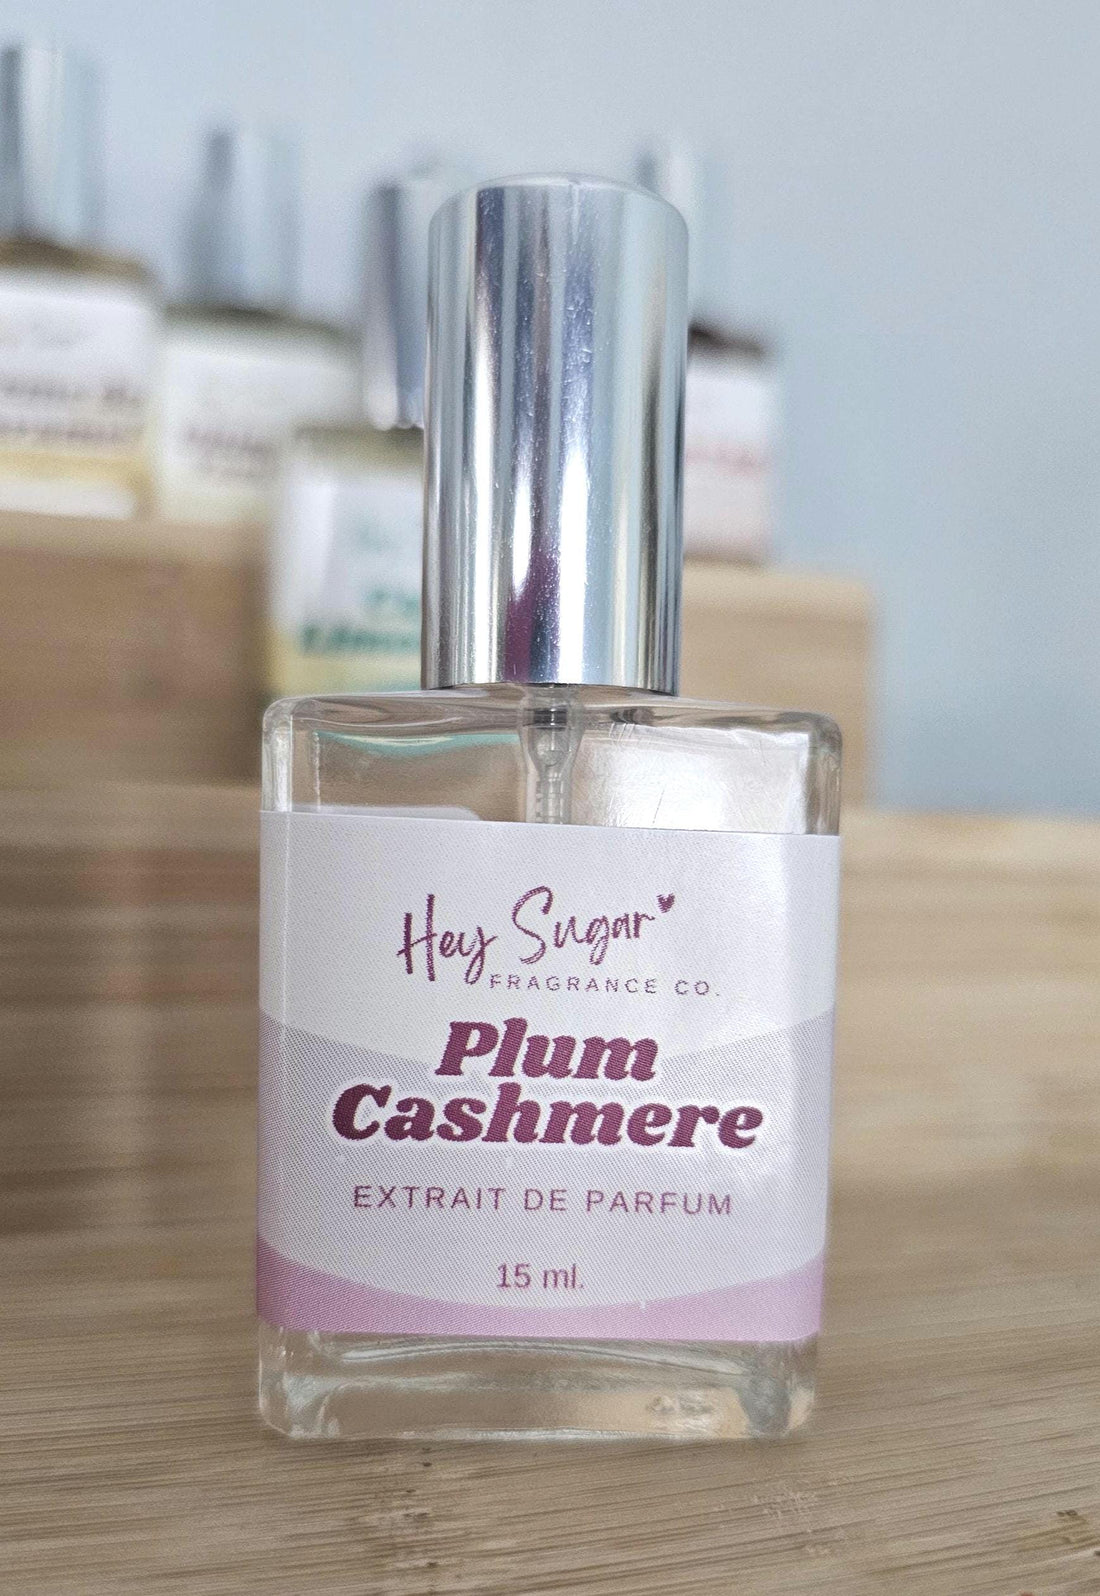 Hey Sugar
FRAGRANCE CO.
Plum
Cashmere
EXTRAIT DE PARFUM
15 ml.